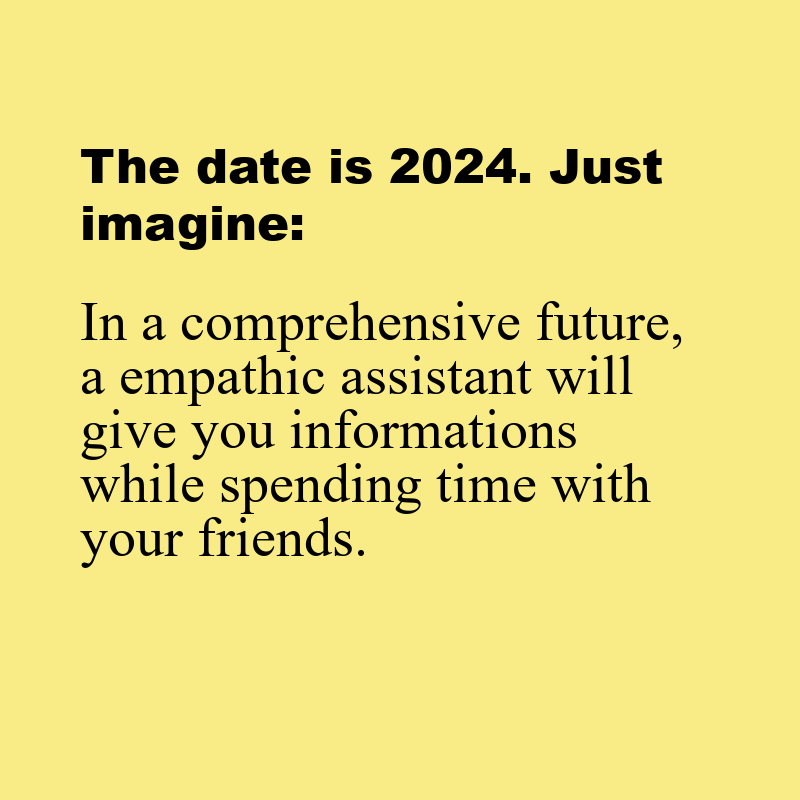 The date is 2024. Just
imagine:
In a comprehensive future,
a empathic assistant will
give you informations
while spending time with
your friends.